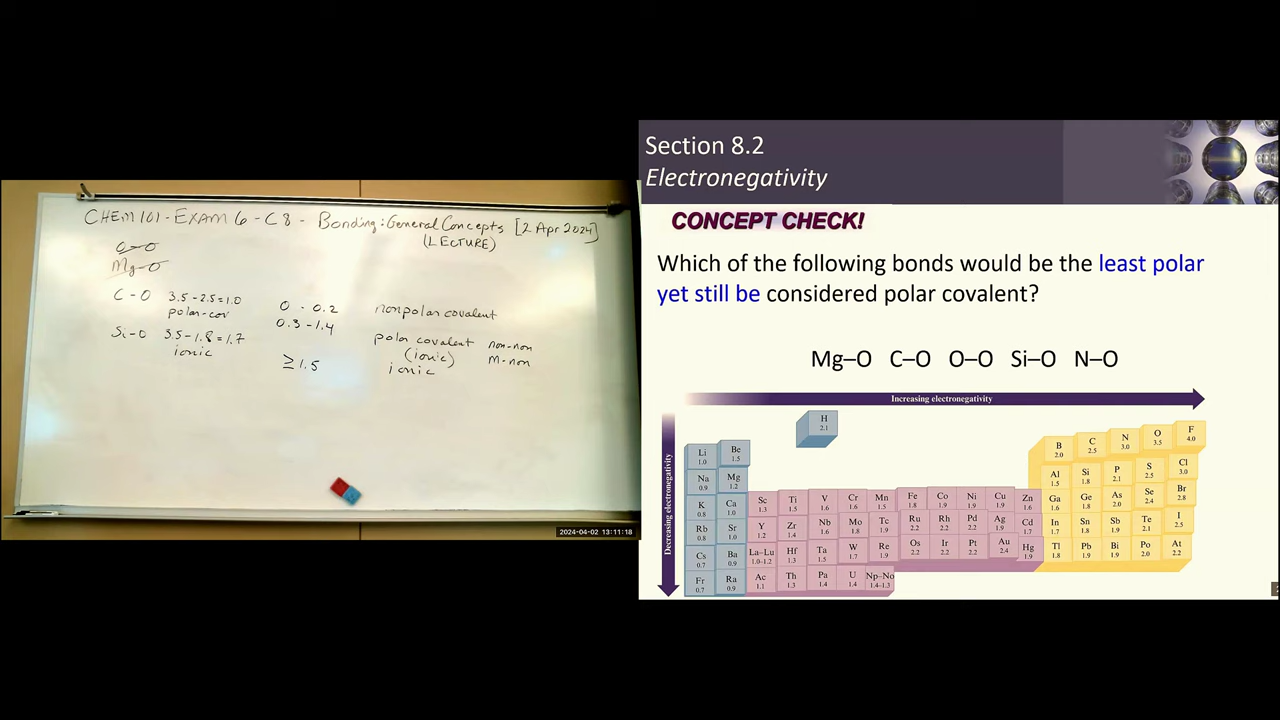 CHEM 101 - EXAM 6 - C8 - Bonding: General Concepts [2 Apr 2024]
(LECTURE)
O-O
Mg-O
C-O 3.5-2.5=1.0
polar-cov
Si-O 3.5-1.8=1.7
ionic
0 - 0.2 nonpolar covalent
0.3-1.4 polar covalent non-non
(ionic) M-non
≥1.5 ionic
2024-04-02 13:11:18
Section 8.2
Electronegativity
CONCEPT CHECK!
Which of the following bonds would be the least polar
yet still be considered polar covalent?
Mg–O C–O O–O Si–O N–O
Increasing electronegativity
Decreasing electronegativity
H
2.1
Li Be B C N O F
1.0 1.5 2.0 2.5 3.0 3.5 4.0
Na Mg Al Si P S Cl
0.9 1.2 1.5 1.8 2.1 2.5 3.0
K Ca Sc Ti V Cr Mn Fe Co Ni Cu Zn Ga Ge As Se Br
0.8 1.0 1.3 1.5 1.6 1.6 1.5 1.8 1.9 1.9 1.9 1.6 1.6 1.8 2.0 2.4 2.8
Rb Sr Y Zr Nb Mo Tc Ru Rh Pd Ag Cd In Sn Sb Te I
0.8 1.0 1.2 1.4 1.6 1.8 1.9 2.2 2.2 2.2 1.9 1.7 1.7 1.8 1.9 2.1 2.5
Cs Ba La–Lu Hf Ta W Re Os Ir Pt Au Hg Tl Pb Bi Po At
0.7 0.9 1.0–1.2 1.3 1.5 1.7 1.9 2.2 2.2 2.2 2.4 1.9 1.8 1.9 1.9 2.0 2.2
Fr Ra Ac Th Pa U Np–No
0.7 0.9 1.1 1.3 1.4 1.4 1.4–1.3